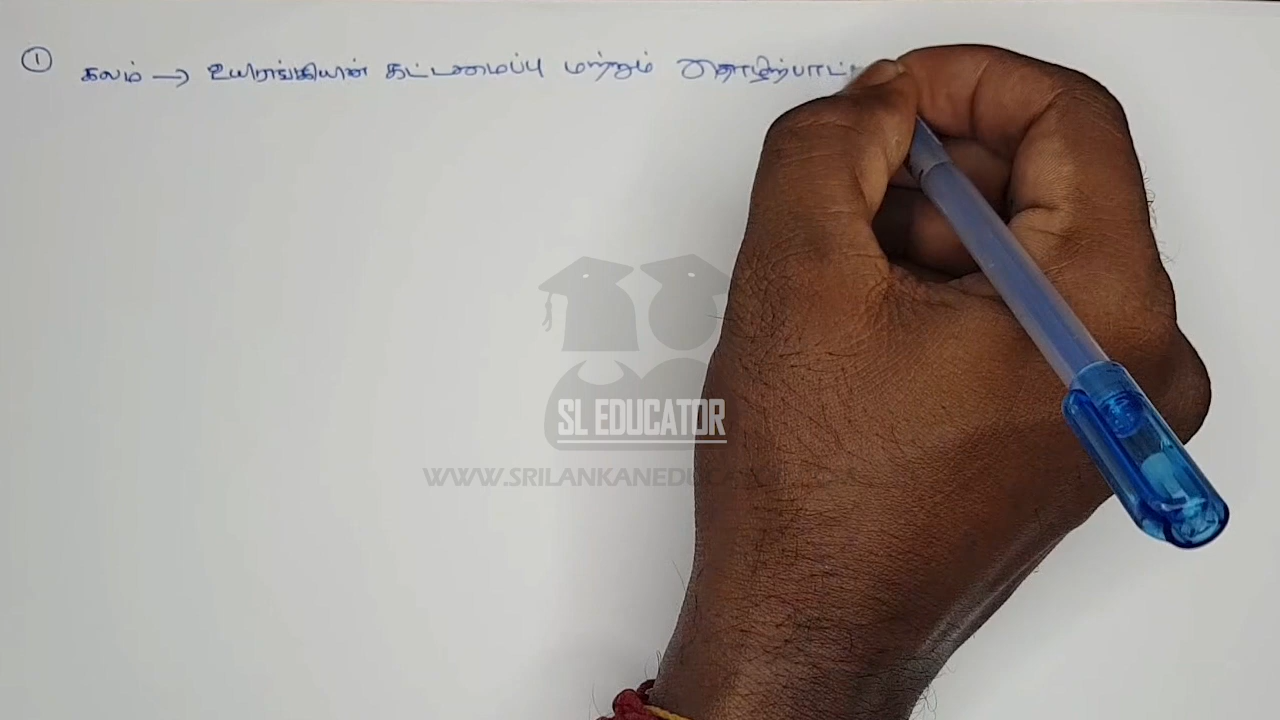 ① கலம் → உயிரங்கியின் கட்டமைப்பு மற்றும் தொழிற்பாட்
SL EDUCATOR
WWW.SRILANKANEDUCA